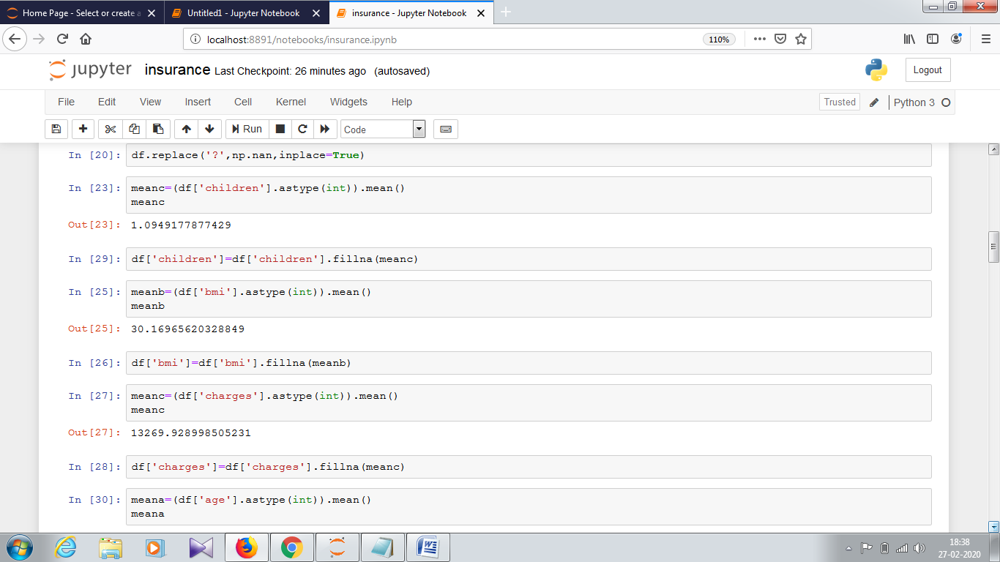 Home Page - Select or create a
Untitled1 - Jupyter Notebook
insurance - Jupyter Notebook
localhost:8891/notebooks/insurance.ipynb
110%
jupyter insurance Last Checkpoint: 26 minutes ago (autosaved)
Logout
File Edit View Insert Cell Kernel Widgets Help
Trusted
Python 3
Run
Code
In [20]: df.replace('?',np.nan,inplace=True)
In [23]: meanc=(df['children'].astype(int)).mean()
meanc
Out[23]: 1.0949177877429
In [29]: df['children']=df['children'].fillna(meanc)
In [25]: meanb=(df['bmi'].astype(int)).mean()
meanb
Out[25]: 30.16965620328849
In [26]: df['bmi']=df['bmi'].fillna(meanb)
In [27]: meanc=(df['charges'].astype(int)).mean()
meanc
Out[27]: 13269.928998505231
In [28]: df['charges']=df['charges'].fillna(meanc)
In [30]: meana=(df['age'].astype(int)).mean()
meana
18:38
27-02-2020